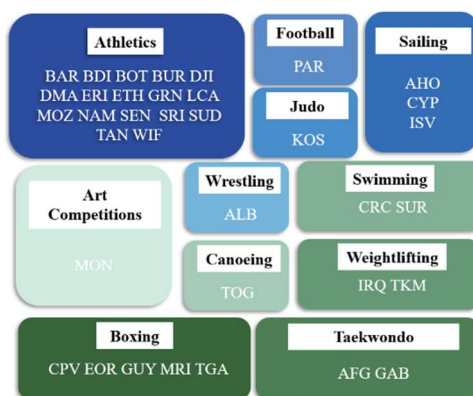 Athletics
BAR BDI BOT BUR DJI
DMA ERI ETH GRN LCA
MOZ NAM SEN SRI SUD
TAN WIF
Football
PAR
Sailing
AHO
CYP
ISV
Judo
KOS
Art
Competitions
MON
Wrestling
ALB
Swimming
CRC SUR
Canoeing
TOG
Weightlifting
IRQ TKM
Boxing
CPV EOR GUY MRI TGA
Taekwondo
AFG GAB